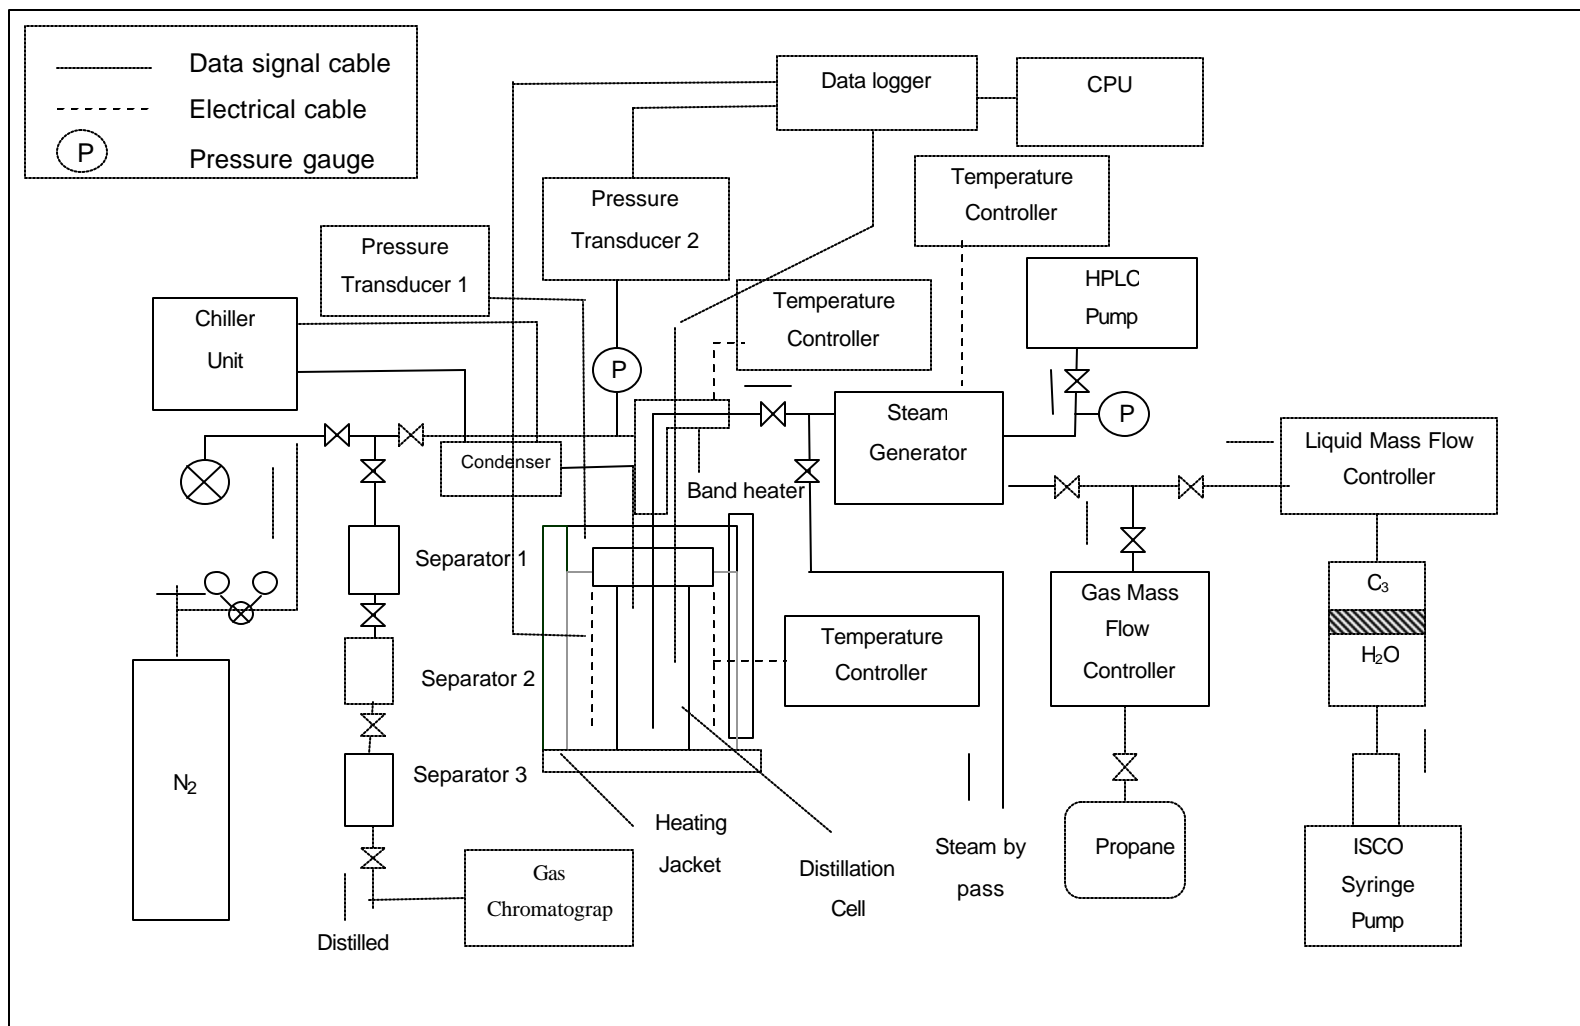 Data signal cable
Electrical cable
P
Pressure gauge
Data logger
CPU
Temperature
Controller
Pressure
Transducer 2
Pressure
Transducer 1
HPLC
Pump
Temperature
Controller
Chiller
Unit
P
Steam
Generator
P
Liquid Mass Flow
Controller
Condenser
Band heater
Separator 1
C₃
H₂O
Gas Mass
Flow
Controller
Temperature
Controller
Separator 2
Separator 3
N₂
Heating
Jacket
Distillation
Cell
Steam by
pass
Propane
ISCO
Syringe
Pump
Gas
Chromatograp
Distilled